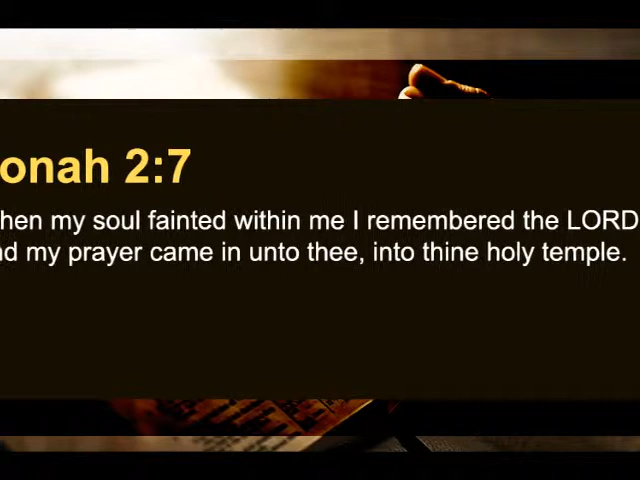 onah 2:7
hen my soul fainted within me I remembered the LORD
nd my prayer came in unto thee, into thine holy temple.